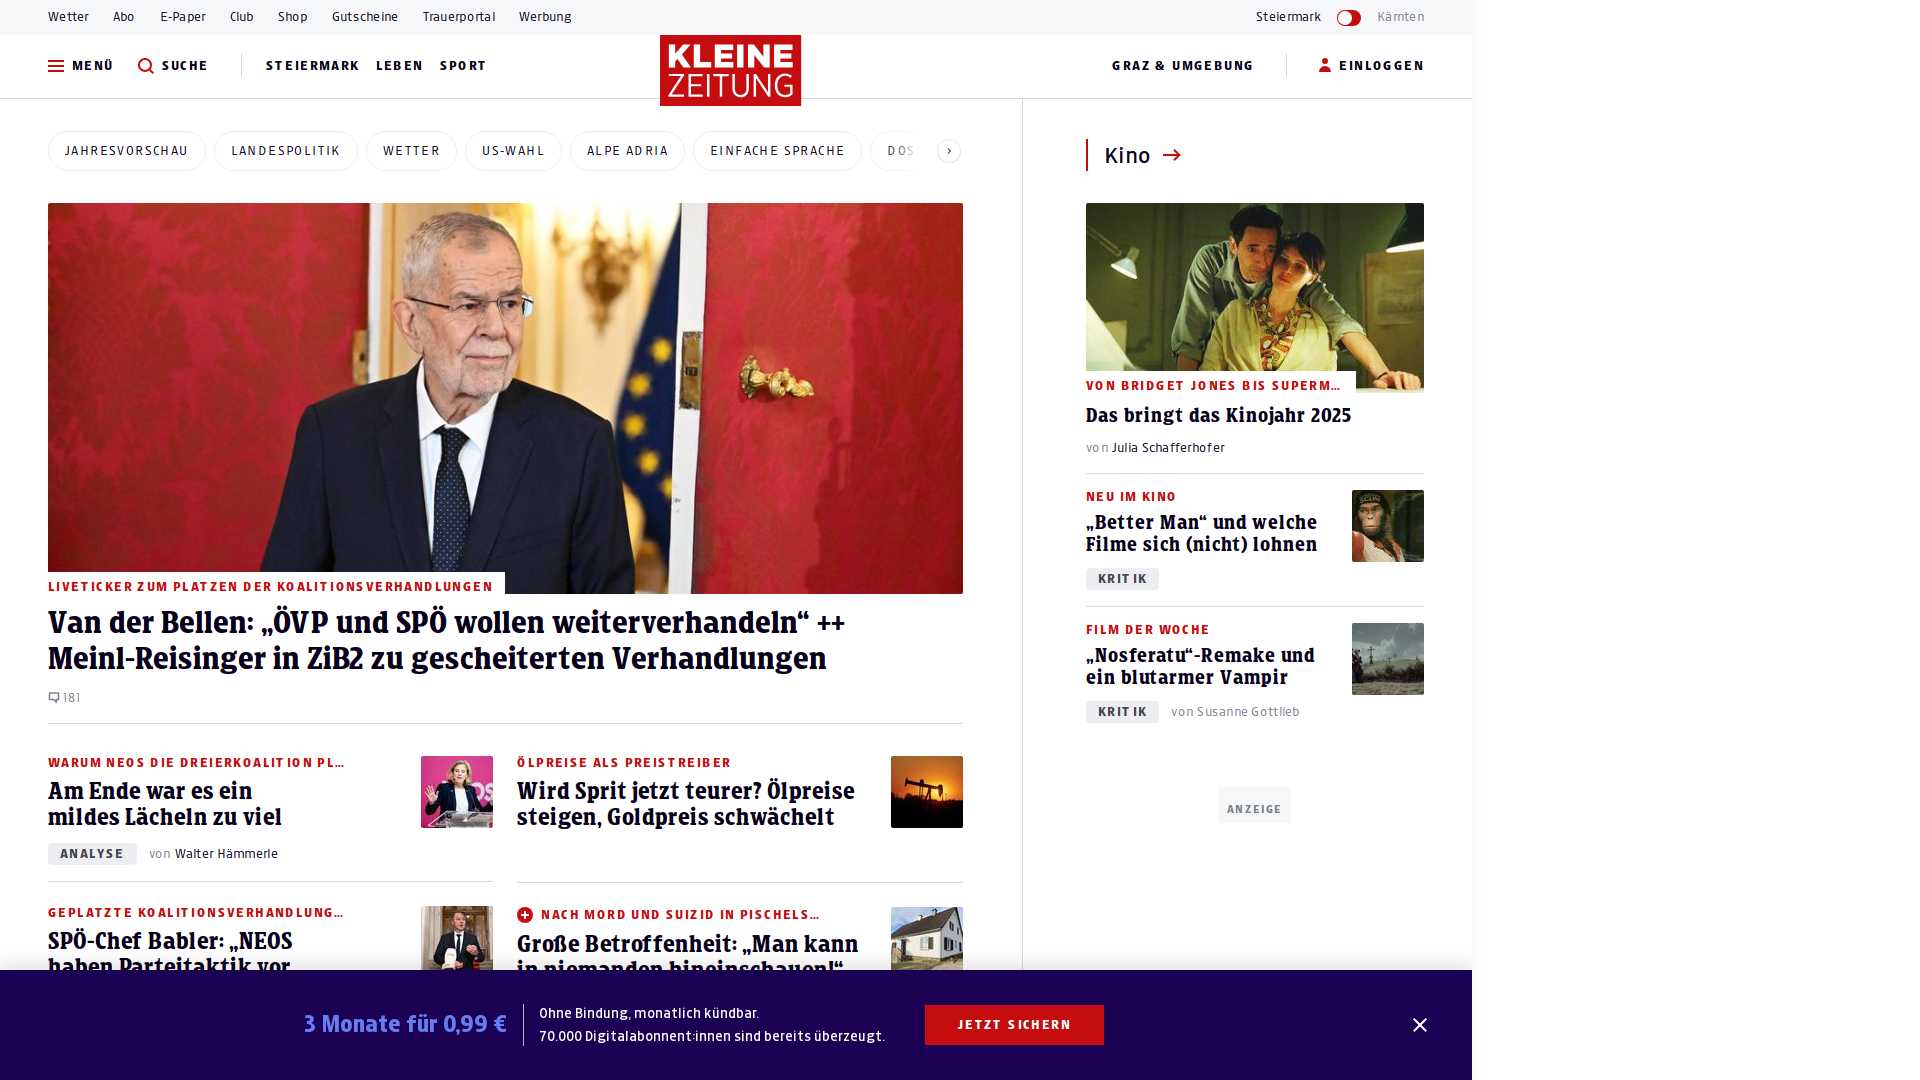 Wetter Abo E-Paper Club Shop Gutscheine Trauerportal Werbung
Steiermark Kärnten
MENÜ SUCHE STEIERMARK LEBEN SPORT
KLEINE
ZEITUNG
GRAZ & UMGEBUNG EINLOGGEN
JAHRESVORSCHAU LANDESPOLITIK WETTER US-WAHL ALPE ADRIA EINFACHE SPRACHE DOS
LIVETICKER ZUM PLATZEN DER KOALITIONSVERHANDLUNGEN
Van der Bellen: „ÖVP und SPÖ wollen weiterverhandeln“ ++
Meinl-Reisinger in ZiB2 zu gescheiterten Verhandlungen
181
WARUM NEOS DIE DREIERKOALITION PL…
Am Ende war es ein
mildes Lächeln zu viel
ANALYSE von Walter Hämmerle
ÖLPREISE ALS PREISTREIBER
Wird Sprit jetzt teurer? Ölpreise
steigen, Goldpreis schwächelt
GEPLATZTE KOALITIONSVERHANDLUNG…
SPÖ-Chef Babler: „NEOS
haben Parteitaktik vor
NACH MORD UND SUIZID IN PISCHELS…
Große Betroffenheit: „Man kann
in niemanden hineinschauen!“
Kino
VON BRIDGET JONES BIS SUPERM…
Das bringt das Kinojahr 2025
von Julia Schafferhofer
NEU IM KINO
„Better Man“ und welche
Filme sich (nicht) lohnen
KRITIK
FILM DER WOCHE
„Nosferatu“-Remake und
ein blutarmer Vampir
KRITIK von Susanne Gottlieb
ANZEIGE
3 Monate für 0,99 €
Ohne Bindung, monatlich kündbar.
70.000 Digitalabonnent:innen sind bereits überzeugt.
JETZT SICHERN